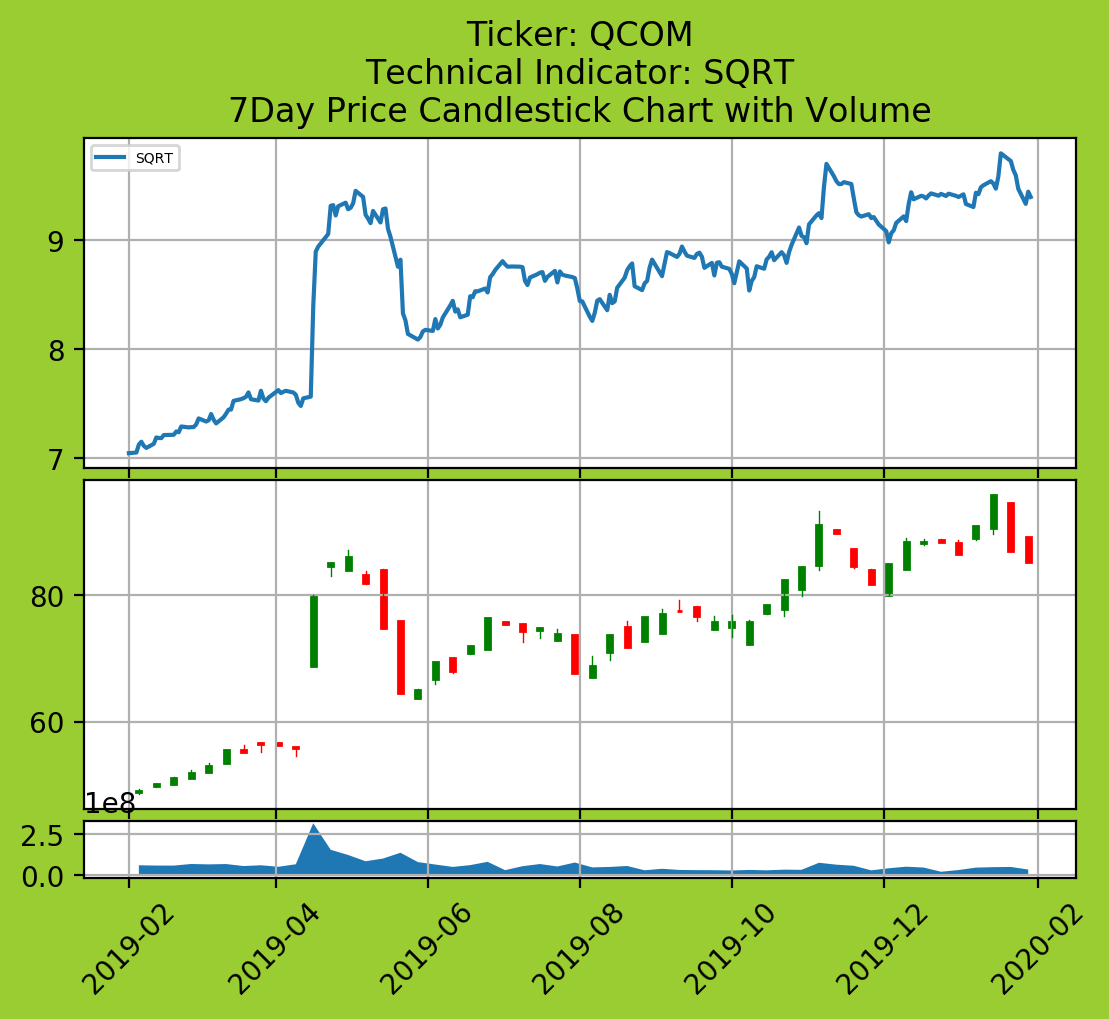 Ticker: QCOM
Technical Indicator: SQRT
7Day Price Candlestick Chart with Volume
SQRT
9
8
7
80
60
1e8
2.5
0.0
2019-02
2019-04
2019-06
2019-08
2019-10
2019-12
2020-02